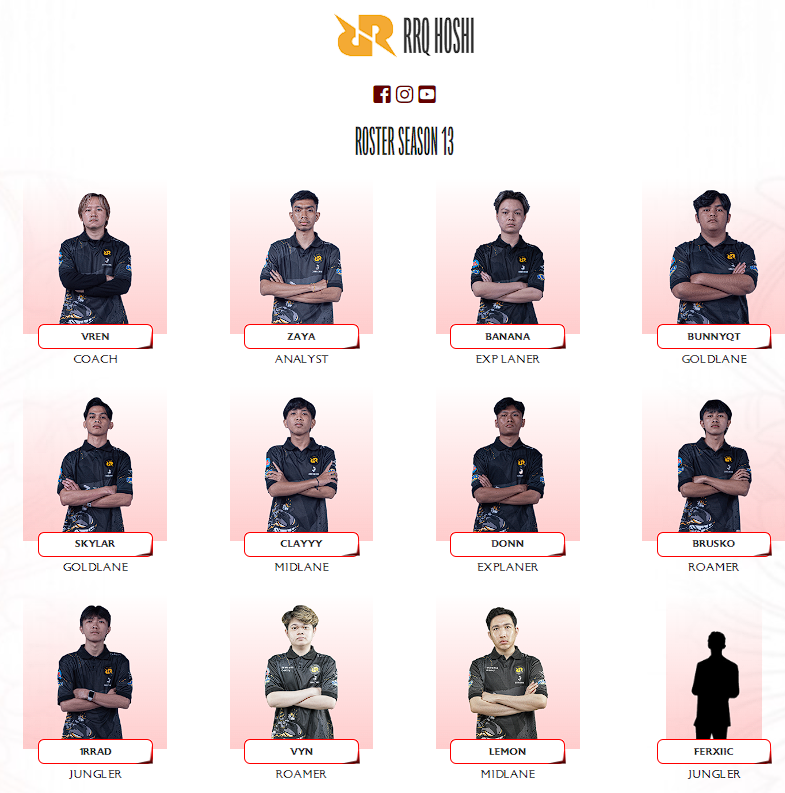 RRQ HOSHI
ROSTER SEASON 13
VREN
COACH
ZAYA
ANALYST
BANANA
EXP LANER
BUNNYQT
GOLDLANE
SKYLAR
GOLDLANE
CLAYYY
MIDLANE
DONN
EXPLANER
BRUSKO
ROAMER
1RRAD
JUNGLER
VYN
ROAMER
LEMON
MIDLANE
FERXIIC
JUNGLER